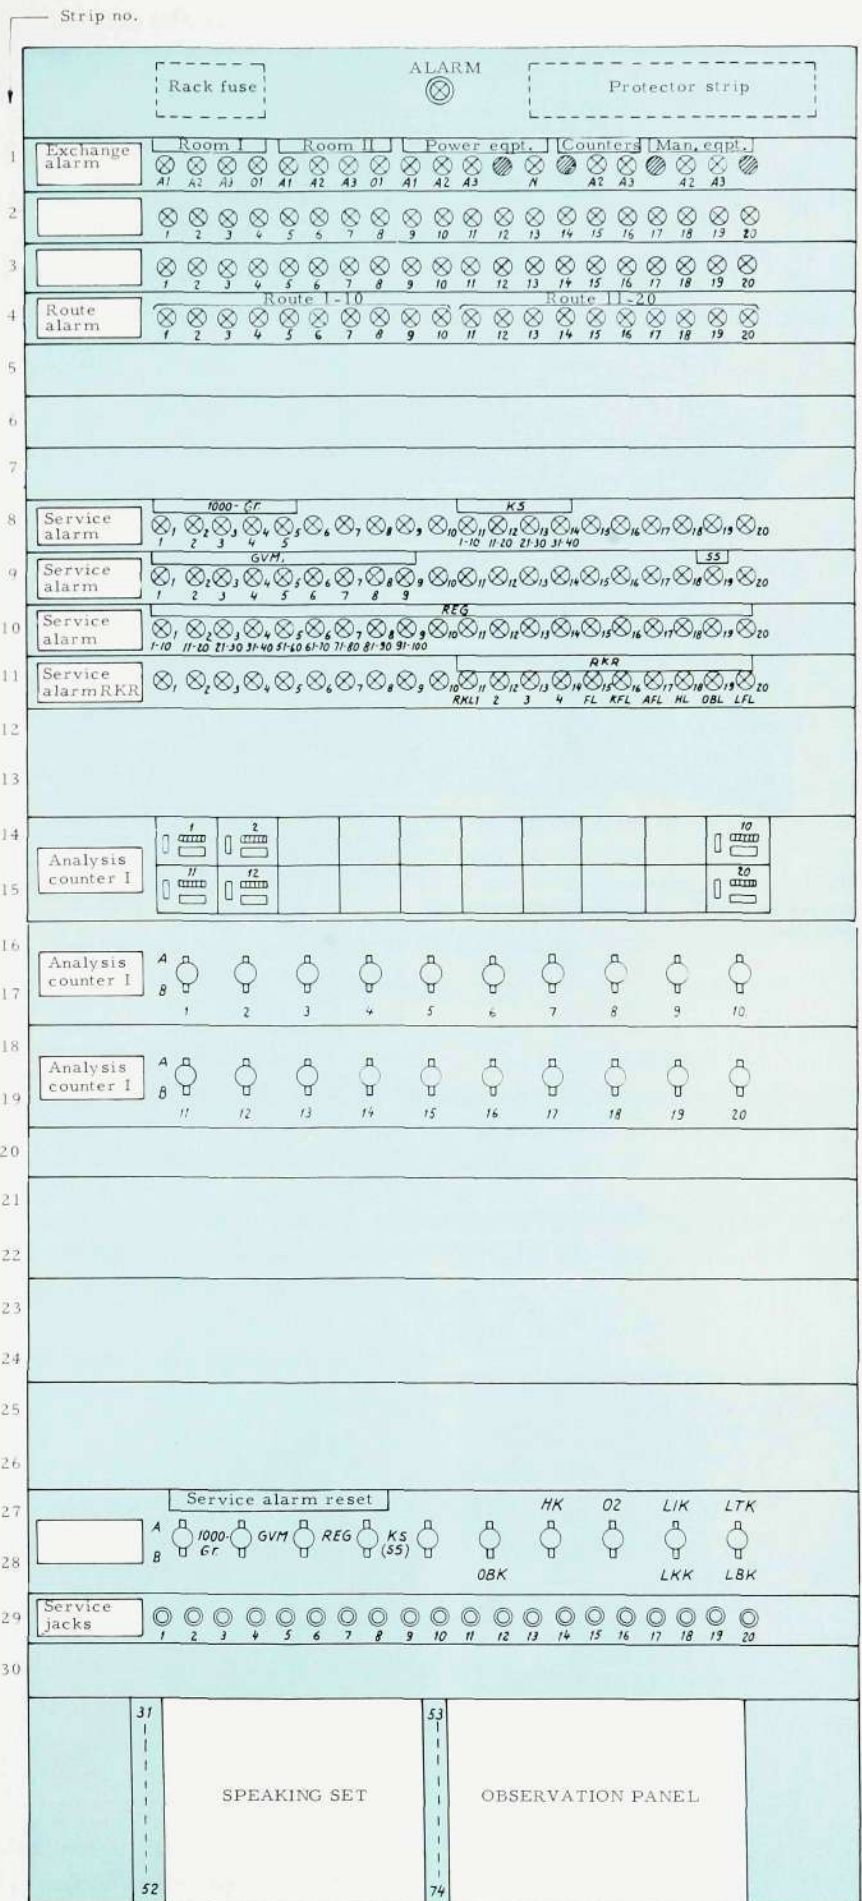 Strip no.
Rack fuse
ALARM
Protector strip
1
Exchange
alarm
Room I
Room II
Power eqpt.
Counters
Man. eqpt.
A1 A2 A3 01 A1 A2 A3 01 A1 A2 A3 N A2 A3 A2 A3
2
1 2 3 4 5 6 7 8 9 10 11 12 13 14 15 16 17 18 19 20
3
1 2 3 4 5 6 7 8 9 10 11 12 13 14 15 16 17 18 19 20
4
Route
alarm
Route 1-10
Route 11-20
1 2 3 4 5 6 7 8 9 10 11 12 13 14 15 16 17 18 19 20
5
6
7
8
Service
alarm
1000-Gr.
KS
1 2 3 4 5 6 7 8 9 10 11 12 13 14 15 16 17 18 19 20
1 2 3 4 5 1-10 11-20 21-30 31-40
9
Service
alarm
GVM.
SS
1 2 3 4 5 6 7 8 9 10 11 12 13 14 15 16 17 18 19 20
1 2 3 4 5 6 7 8 9
10
Service
alarm
REG
1 2 3 4 5 6 7 8 9 10 11 12 13 14 15 16 17 18 19 20
1-10 11-20 21-30 31-40 51-60 61-70 71-80 81-90 91-100
11
Service
alarm RKR
RKR
1 2 3 4 5 6 7 8 9 10 11 12 13 14 15 16 17 18 19 20
RKL1 2 3 4 FL KFL AFL HL OBL LFL
12
13
14
1 2 10
Analysis
counter I
15
11 12 20
16
Analysis
counter I
A
17
B
1 2 3 4 5 6 7 8 9 10
18
Analysis
counter I
A
19
B
11 12 13 14 15 16 17 18 19 20
20
21
22
23
24
25
26
27
Service alarm reset
HK 02 LIK LTK
A
1000-Gr. GVM REG KS (SS)
28
B
OBK LKK LBK
29
Service
jacks
1 2 3 4 5 6 7 8 9 10 11 12 13 14 15 16 17 18 19 20
30
31
53
SPEAKING SET
OBSERVATION PANEL
52
74